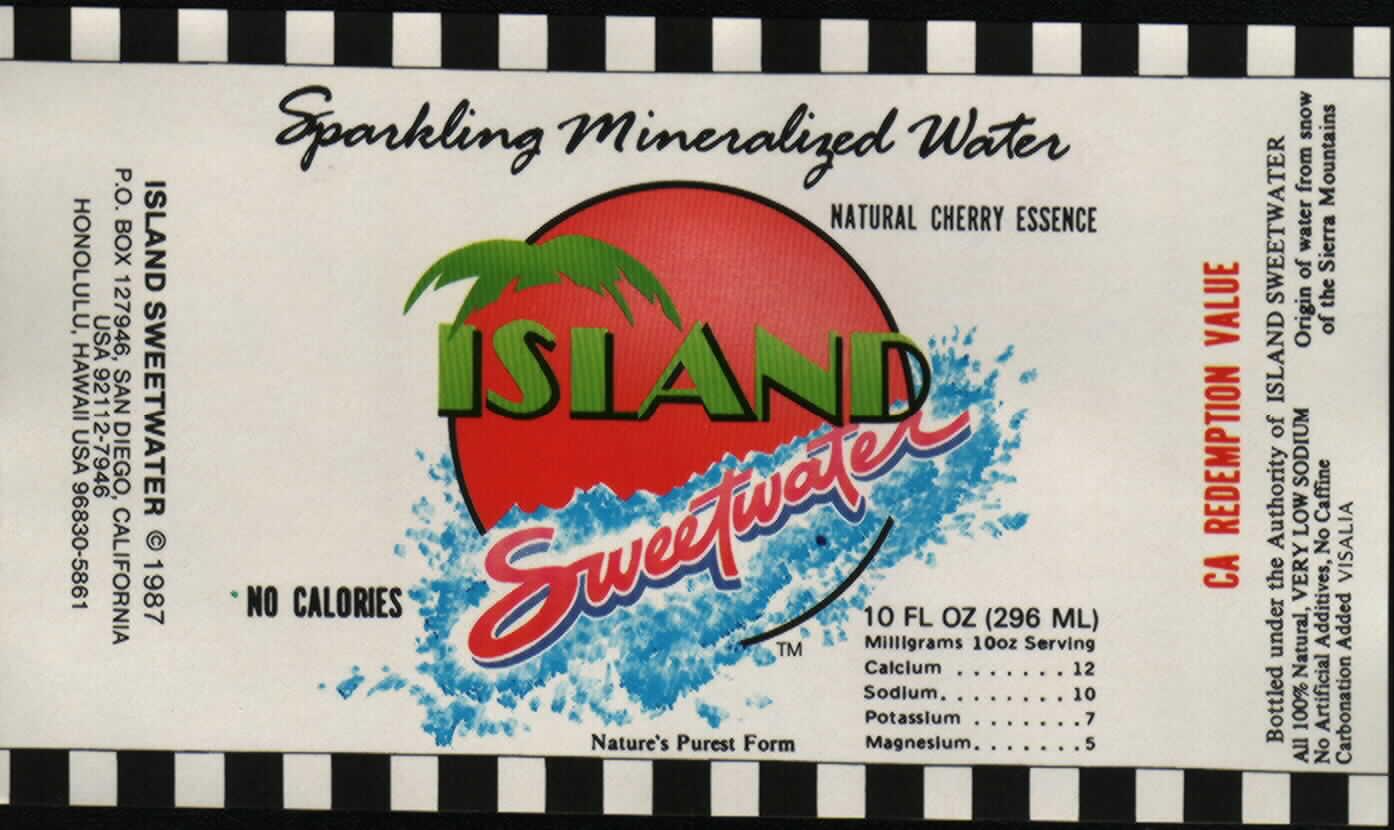 Sparkling Mineralized Water
NATURAL CHERRY ESSENCE
ISLAND
Sweetwater
TM
NO CALORIES
10 FL OZ (296 ML)
Milligrams 10oz Serving
Calcium . . . . . . . 12
Sodium. . . . . . . . 10
Potassium . . . . . . .7
Magnesium. . . . . . . 5
Nature's Purest Form
ISLAND SWEETWATER © 1987
P.O. BOX 127946, SAN DIEGO, CALIFORNIA
USA 92112-7946
HONOLULU, HAWAII USA 96830-5861
CA REDEMPTION VALUE
Bottled under the Authority of ISLAND SWEETWATER
All 100% Natural, VERY LOW SODIUM
No Artificial Additives, No Caffine
Carbonation Added VISALIA
Origin of water from snow
of the Sierra Mountains